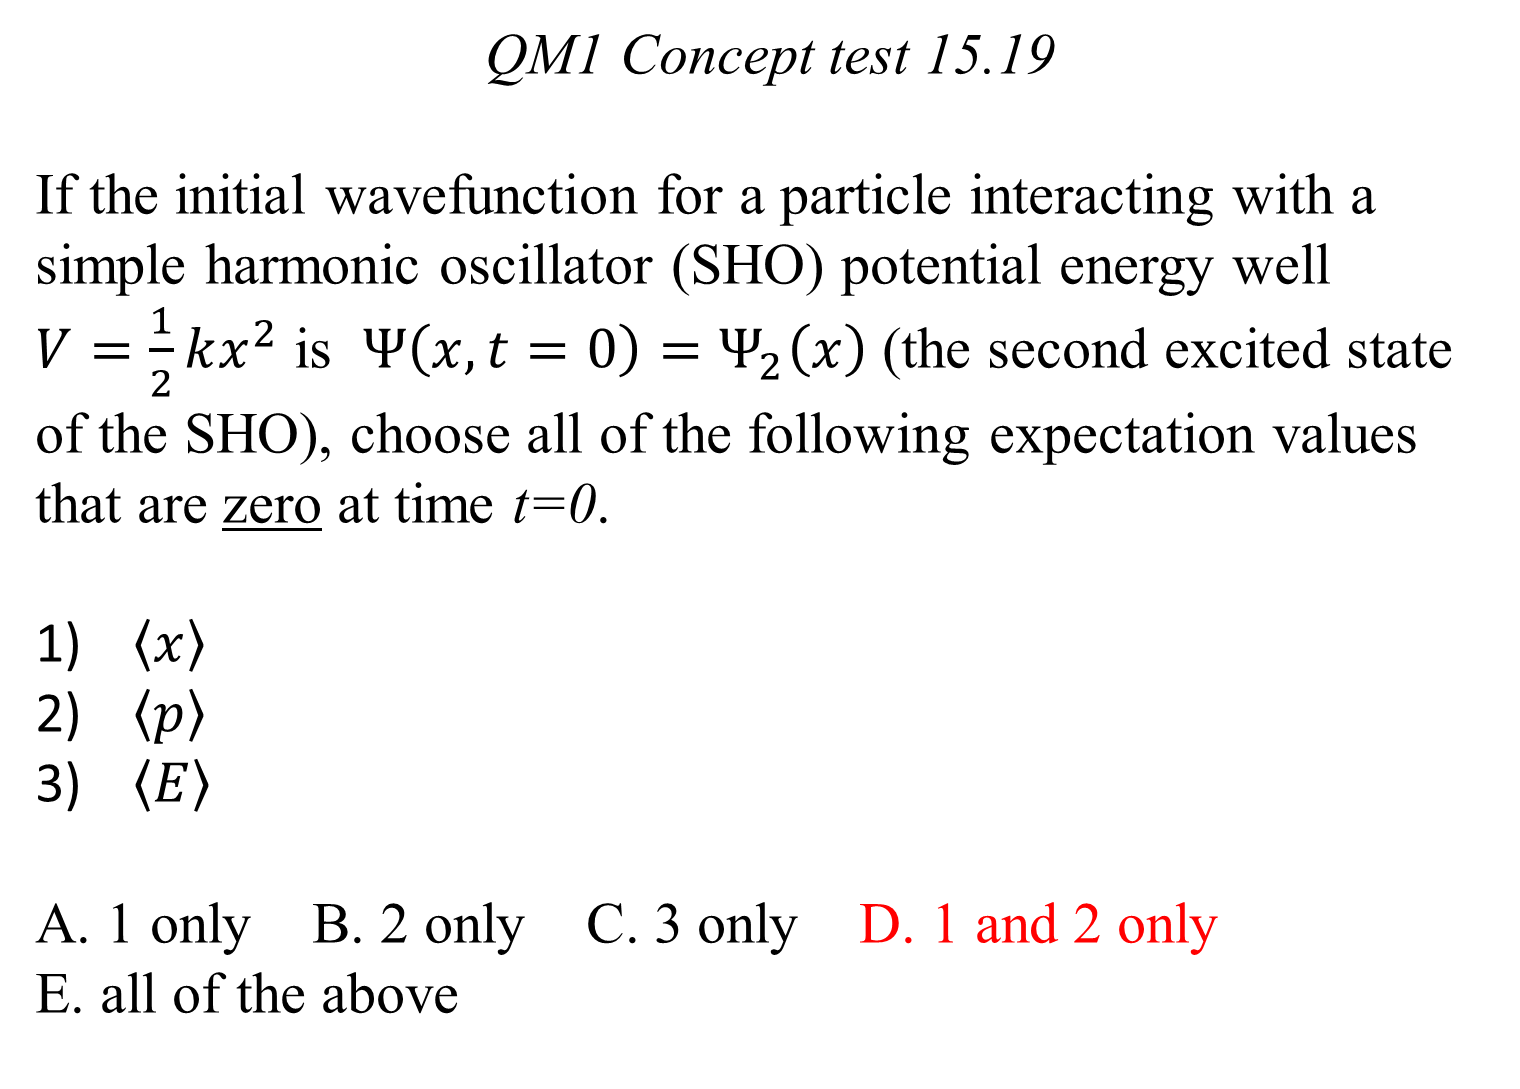 QM1 Concept test 15.19
If the initial wavefunction for a particle interacting with a
simple harmonic oscillator (SHO) potential energy well
V = 1/2 kx² is Ψ(x, t = 0) = Ψ₂(x) (the second excited state
of the SHO), choose all of the following expectation values
that are zero at time t=0.
1) ⟨x⟩
2) ⟨p⟩
3) ⟨E⟩
A. 1 only B. 2 only C. 3 only D. 1 and 2 only
E. all of the above